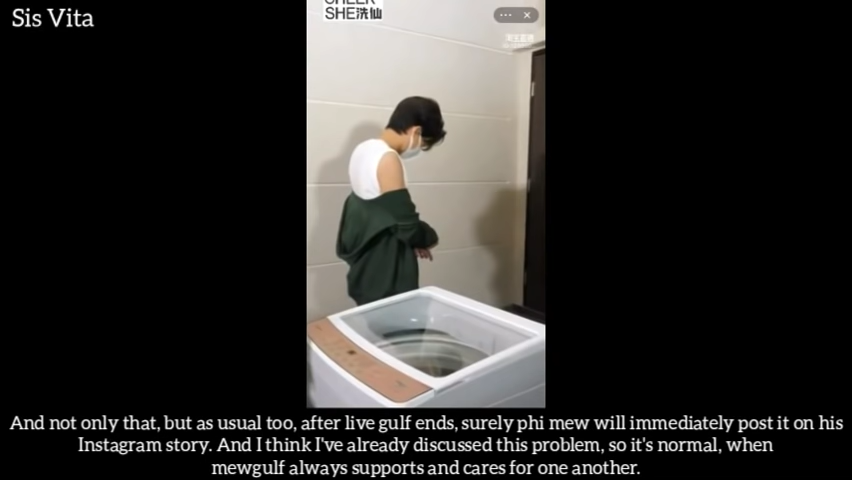 Sis Vita
SHE洗仙
And not only that, but as usual too, after live gulf ends, surely phi mew will immediately post it on his
Instagram story. And I think I've already discussed this problem, so it's normal, when
mewgulf always supports and cares for one another.